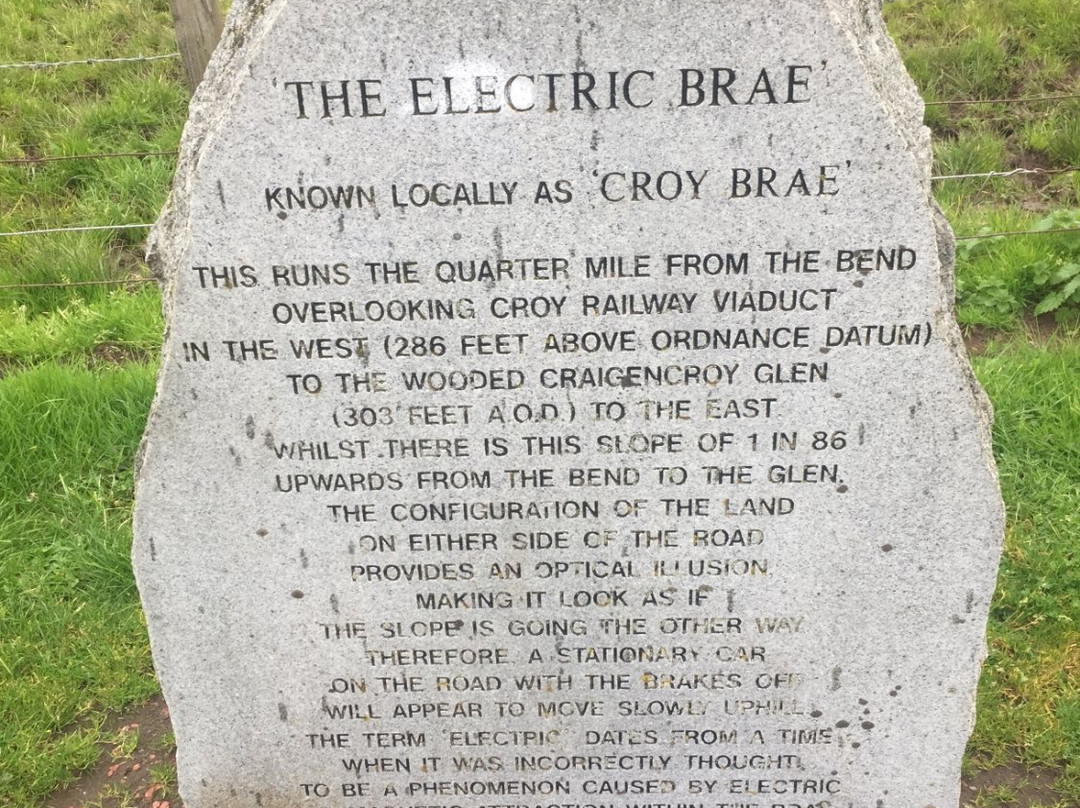 'THE ELECTRIC BRAE'
KNOWN LOCALLY AS 'CROY BRAE'
THIS RUNS THE QUARTER MILE FROM THE BEND
OVERLOOKING CROY RAILWAY VIADUCT
IN THE WEST (286 FEET ABOVE ORDNANCE DATUM)
TO THE WOODED CRAIGENCROY GLEN
(303 FEET A.O.D.) TO THE EAST
WHILST THERE IS THIS SLOPE OF 1 IN 86
UPWARDS FROM THE BEND TO THE GLEN,
THE CONFIGURATION OF THE LAND
ON EITHER SIDE OF THE ROAD
PROVIDES AN OPTICAL ILLUSION,
MAKING IT LOOK AS IF
THE SLOPE IS GOING THE OTHER WAY
THEREFORE, A STATIONARY CAR
ON THE ROAD WITH THE BRAKES OFF
WILL APPEAR TO MOVE SLOWLY UPHILL.
THE TERM 'ELECTRIC' DATES FROM A TIME
WHEN IT WAS INCORRECTLY THOUGHT
TO BE A PHENOMENON CAUSED BY ELECTRIC
ATTRACTION WITHIN THE BRAE